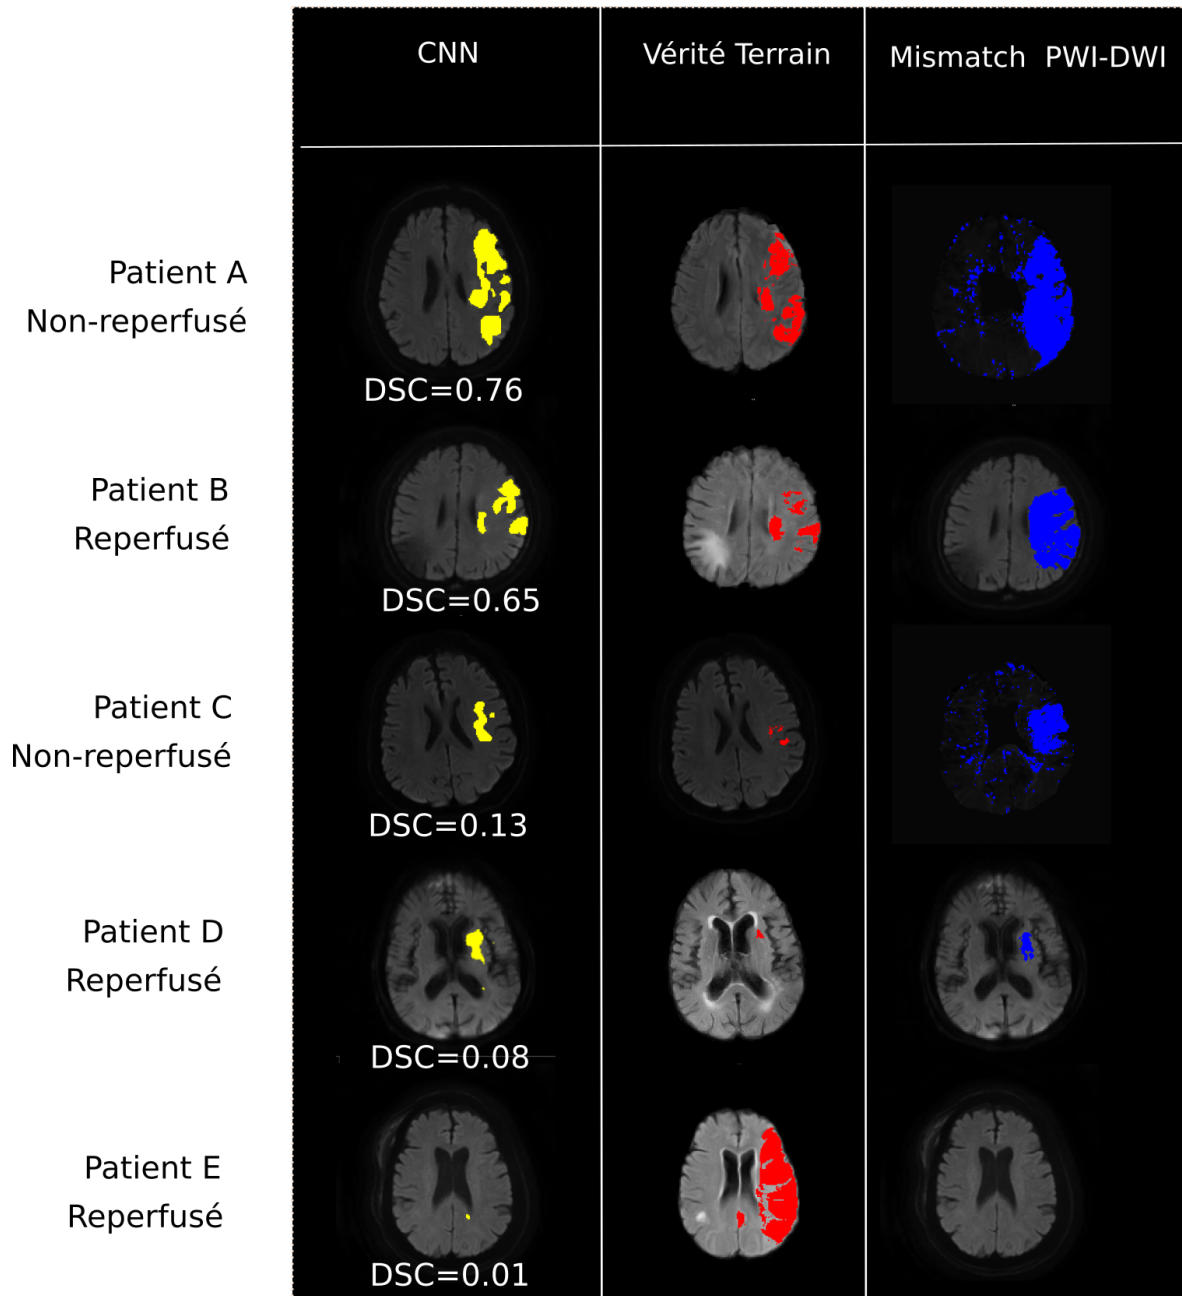 CNN
Vérité Terrain
Mismatch PWI-DWI
Patient A
Non-reperfusé
DSC=0.76
Patient B
Reperfusé
DSC=0.65
Patient C
Non-reperfusé
DSC=0.13
Patient D
Reperfusé
DSC=0.08
Patient E
Reperfusé
DSC=0.01